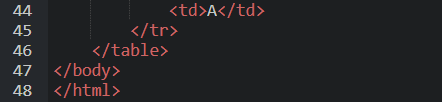 44 <td>A</td>
45 </tr>
46 </table>
47 </body>
48 </html>